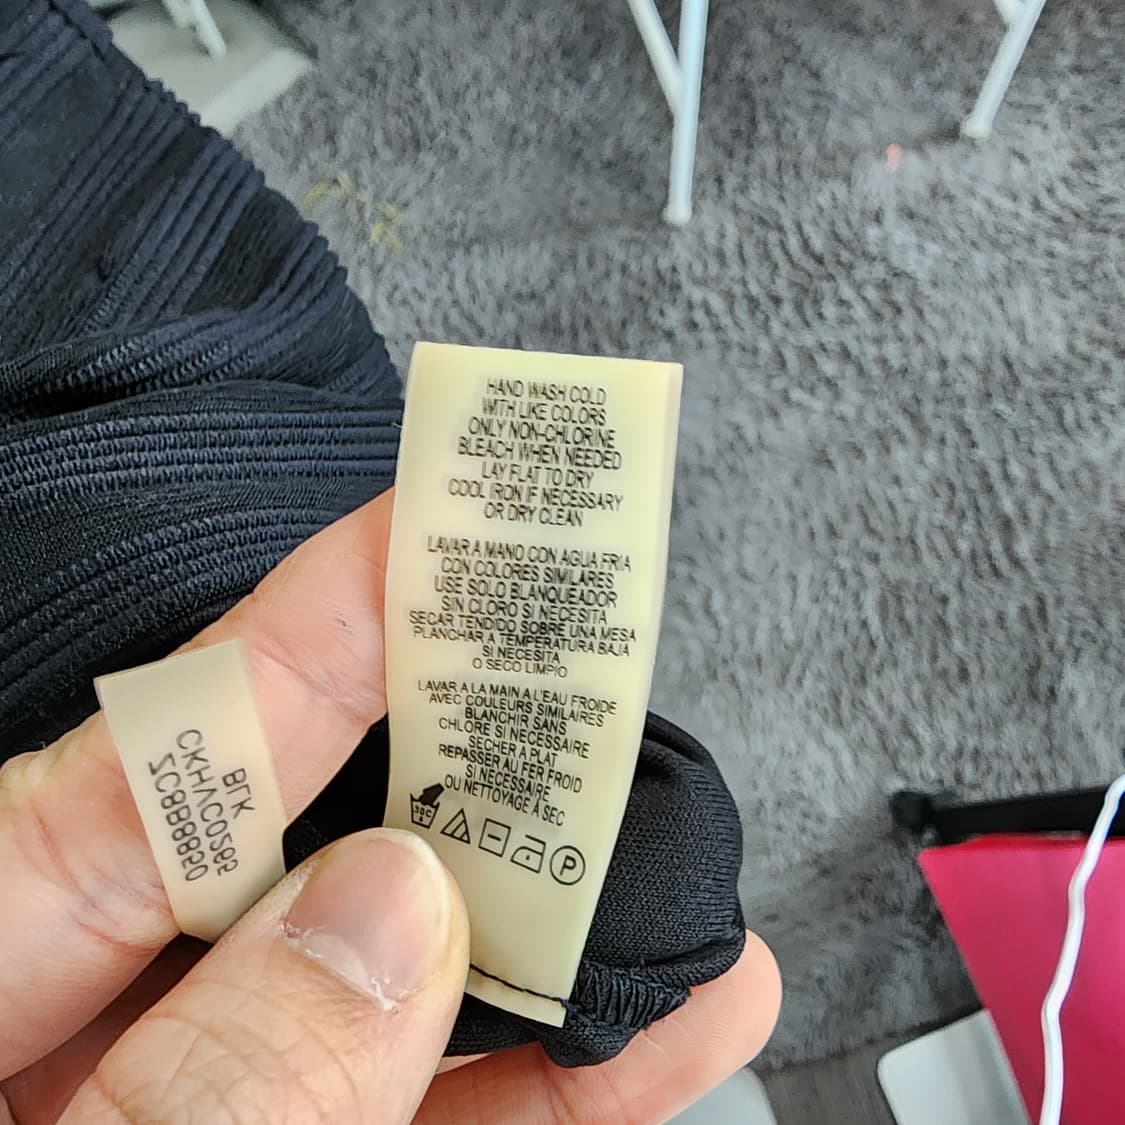 HAND WASH COLD
WITH LIKE COLORS
ONLY NON-CHLORINE
BLEACH WHEN NEEDED
LAY FLAT TO DRY
COOL IRON IF NECESSARY
OR DRY CLEAN
LAVAR A MANO CON AGUA FRIA
CON COLORES SIMILARES
USE SOLO BLANQUEADOR
SIN CLORO SI NECESITA
SECAR TENDIDO SOBRE UNA MESA
PLANCHAR A TEMPERATURA BAJA
SI NECESITA
O SECO LIMPIO
LAVAR A LA MAIN A L'EAU FROIDE
AVEC COULEURS SIMILAIRES
BLANCHIR SANS
CHLORE SI NECESSAIRE
SECHER A PLAT
REPASSER AU FER FROID
SI NECESSAIRE
OU NETTOYAGE À SEC
30C
P
BLK